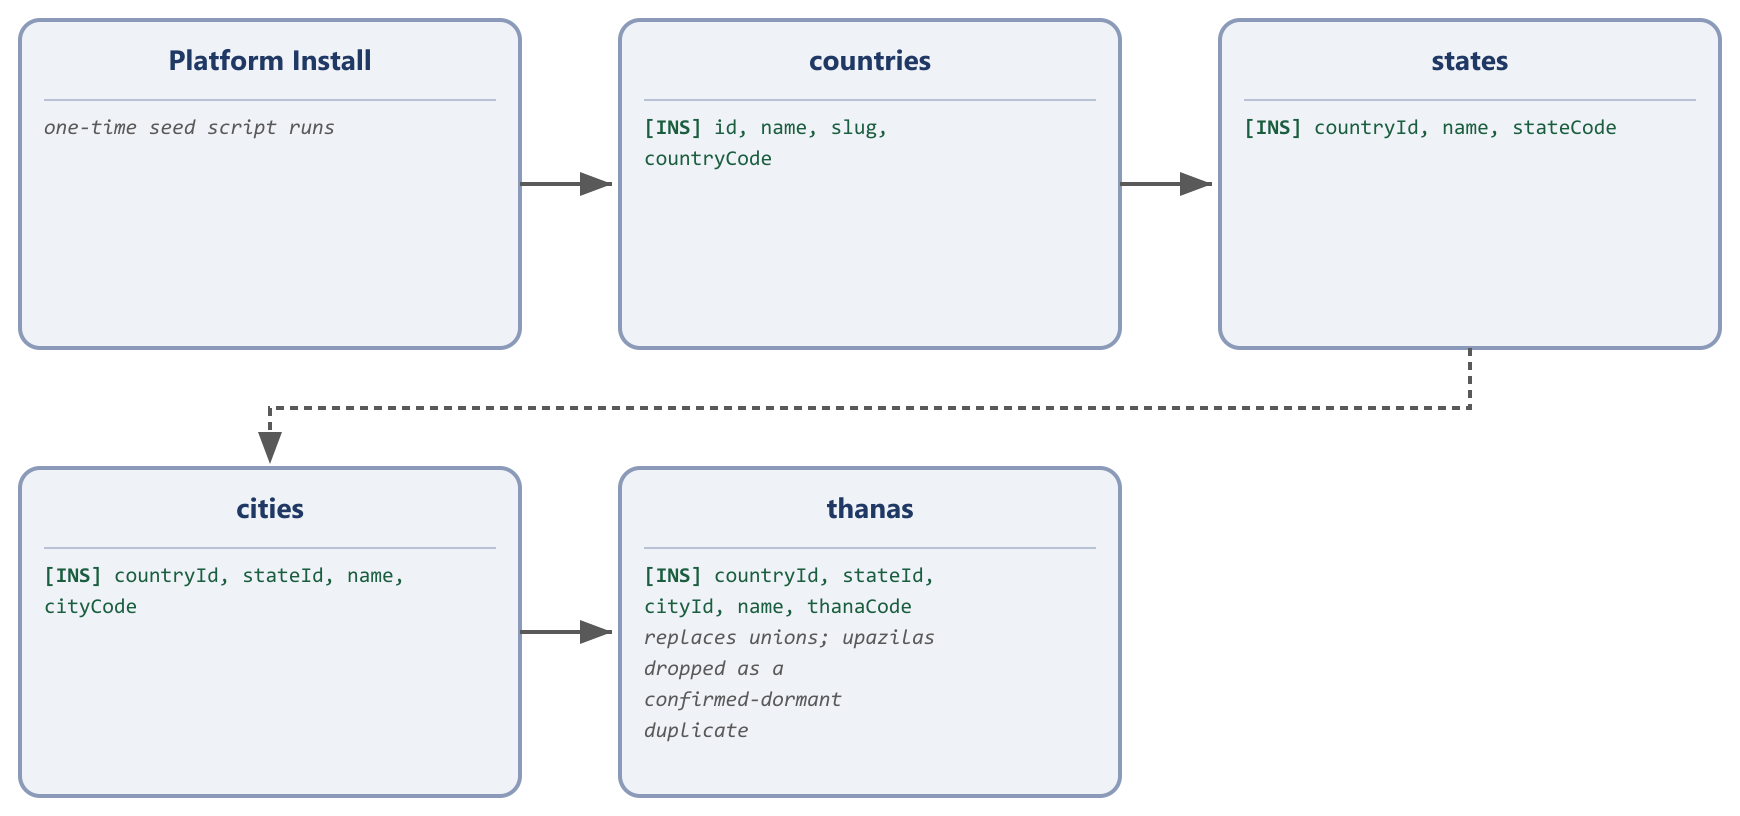 Platform Install
one-time seed script runs
countries
[INS] id, name, slug,
countryCode
states
[INS] countryId, name, stateCode
cities
[INS] countryId, stateId, name,
cityCode
thanas
[INS] countryId, stateId,
cityId, name, thanaCode
replaces unions; upazilas
dropped as a
confirmed-dormant
duplicate